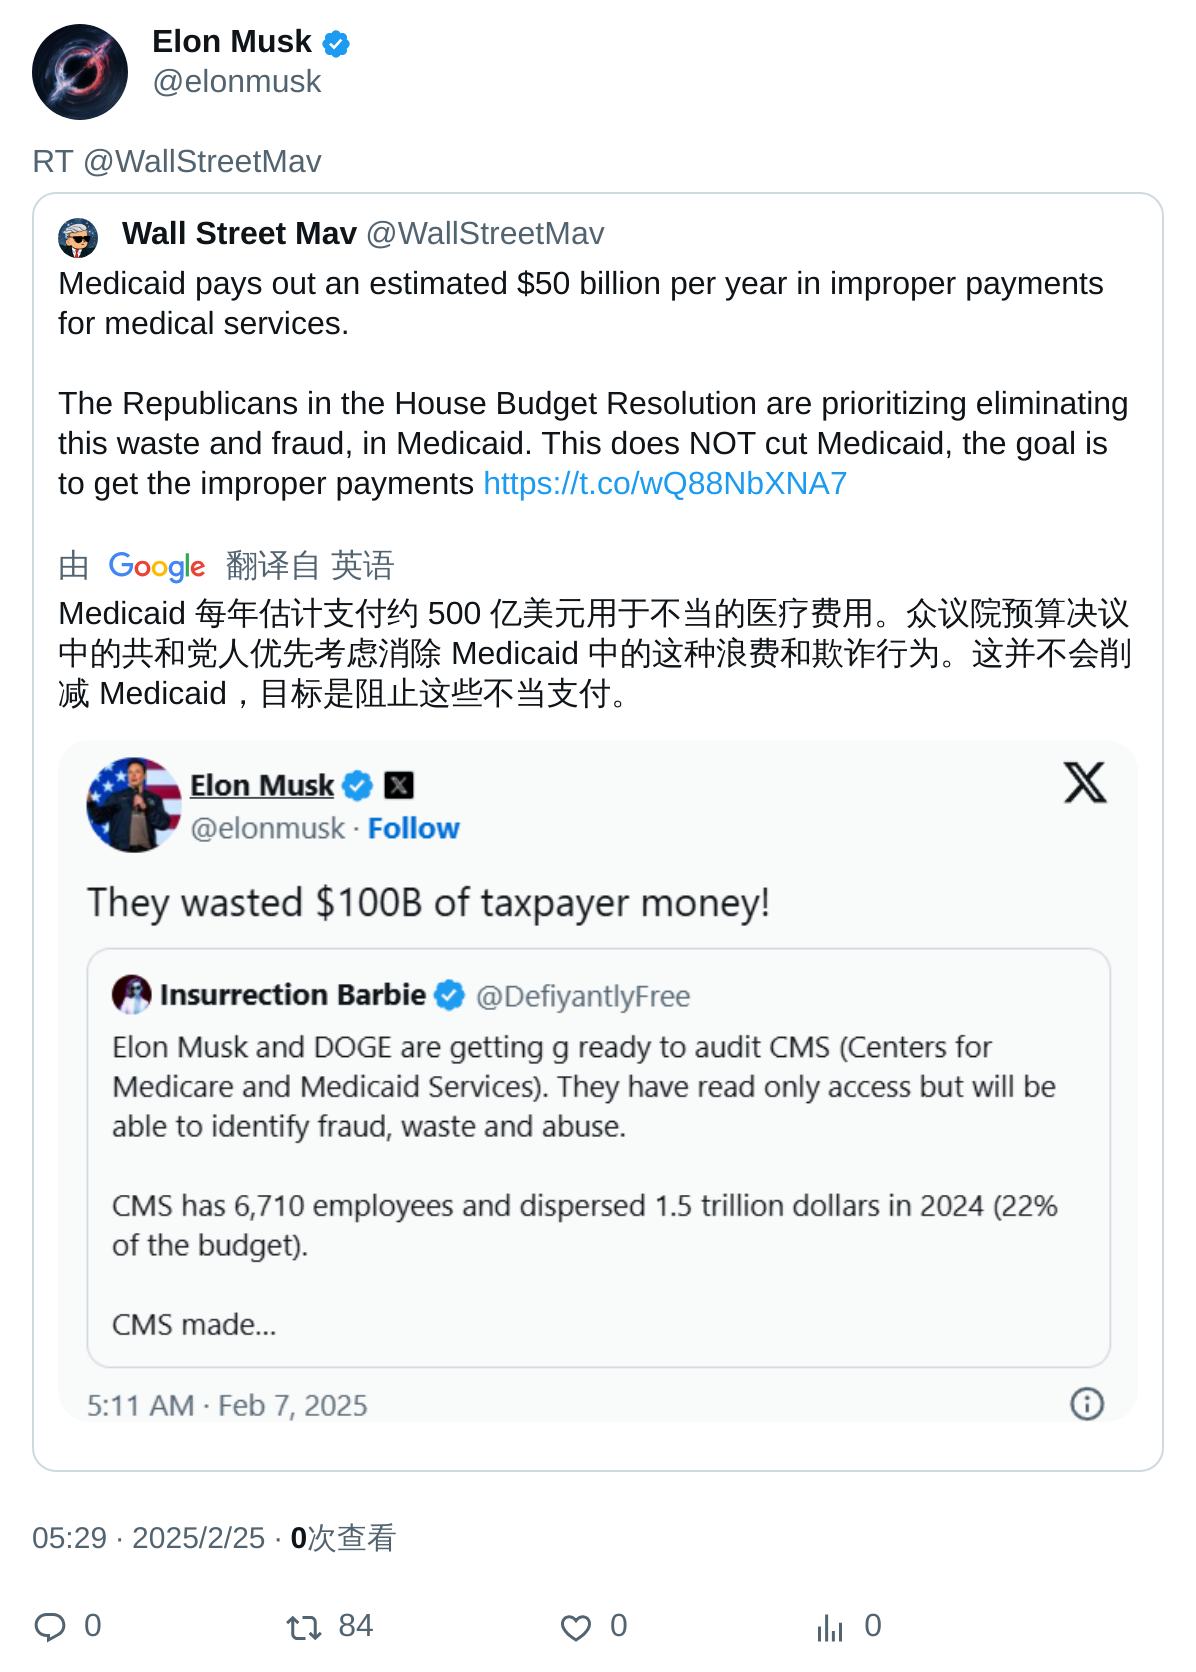 Elon Musk
@elonmusk
RT @WallStreetMav
Wall Street Mav @WallStreetMav
Medicaid pays out an estimated $50 billion per year in improper payments
for medical services.
The Republicans in the House Budget Resolution are prioritizing eliminating
this waste and fraud, in Medicaid. This does NOT cut Medicaid, the goal is
to get the improper payments https://t.co/wQ88NbXNA7
由 Google 翻译自 英语
Medicaid 每年估计支付约 500 亿美元用于不当的医疗费用。众议院预算决议
中的共和党人优先考虑消除 Medicaid 中的这种浪费和欺诈行为。这并不会削
减 Medicaid，目标是阻止这些不当支付。
Elon Musk
@elonmusk · Follow
They wasted $100B of taxpayer money!
Insurrection Barbie @DefiyantlyFree
Elon Musk and DOGE are getting g ready to audit CMS (Centers for
Medicare and Medicaid Services). They have read only access but will be
able to identify fraud, waste and abuse.
CMS has 6,710 employees and dispersed 1.5 trillion dollars in 2024 (22%
of the budget).
CMS made...
5:11 AM · Feb 7, 2025
05:29 · 2025/2/25 · 0次查看
0 84 0 0